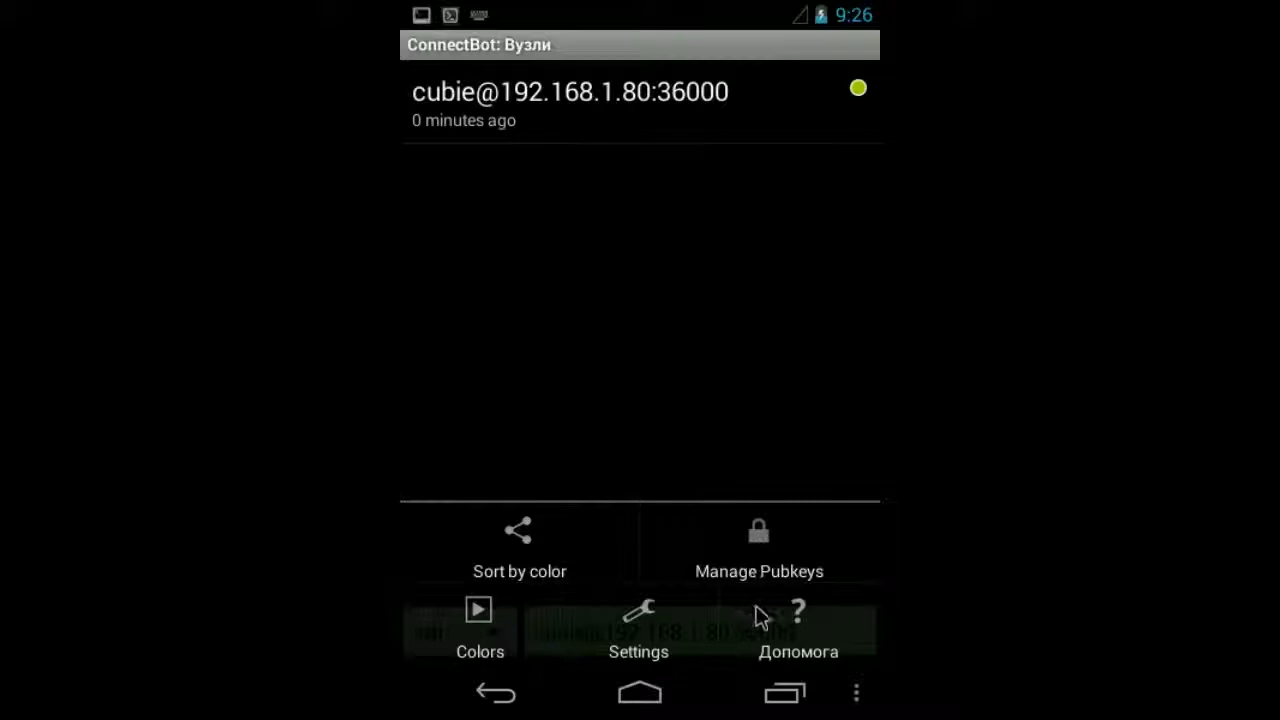 9:26
ConnectBot: Вузли
cubie@192.168.1.80:36000
0 minutes ago
Sort by color
Manage Pubkeys
Colors
Settings
Допомога